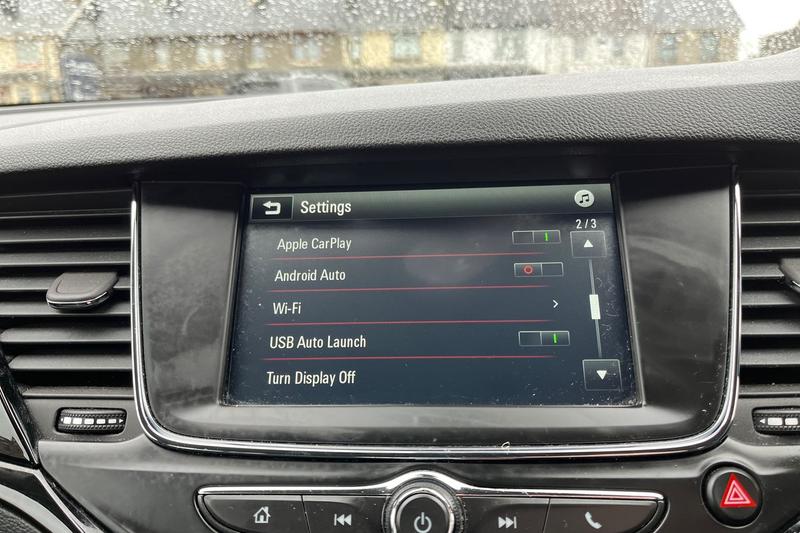 Settings
2/3
Apple CarPlay
Android Auto
Wi-Fi
USB Auto Launch
Turn Display Off